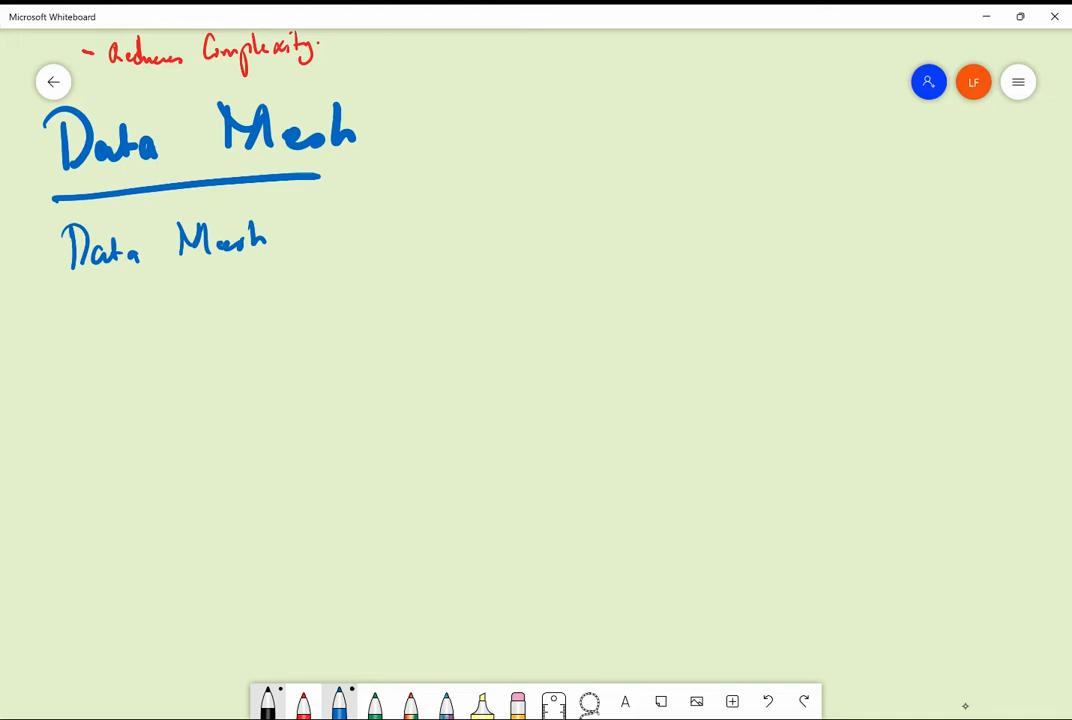 Microsoft Whiteboard
- Reduces Complexity.
LF
Data Mesh
Data Mesh
A